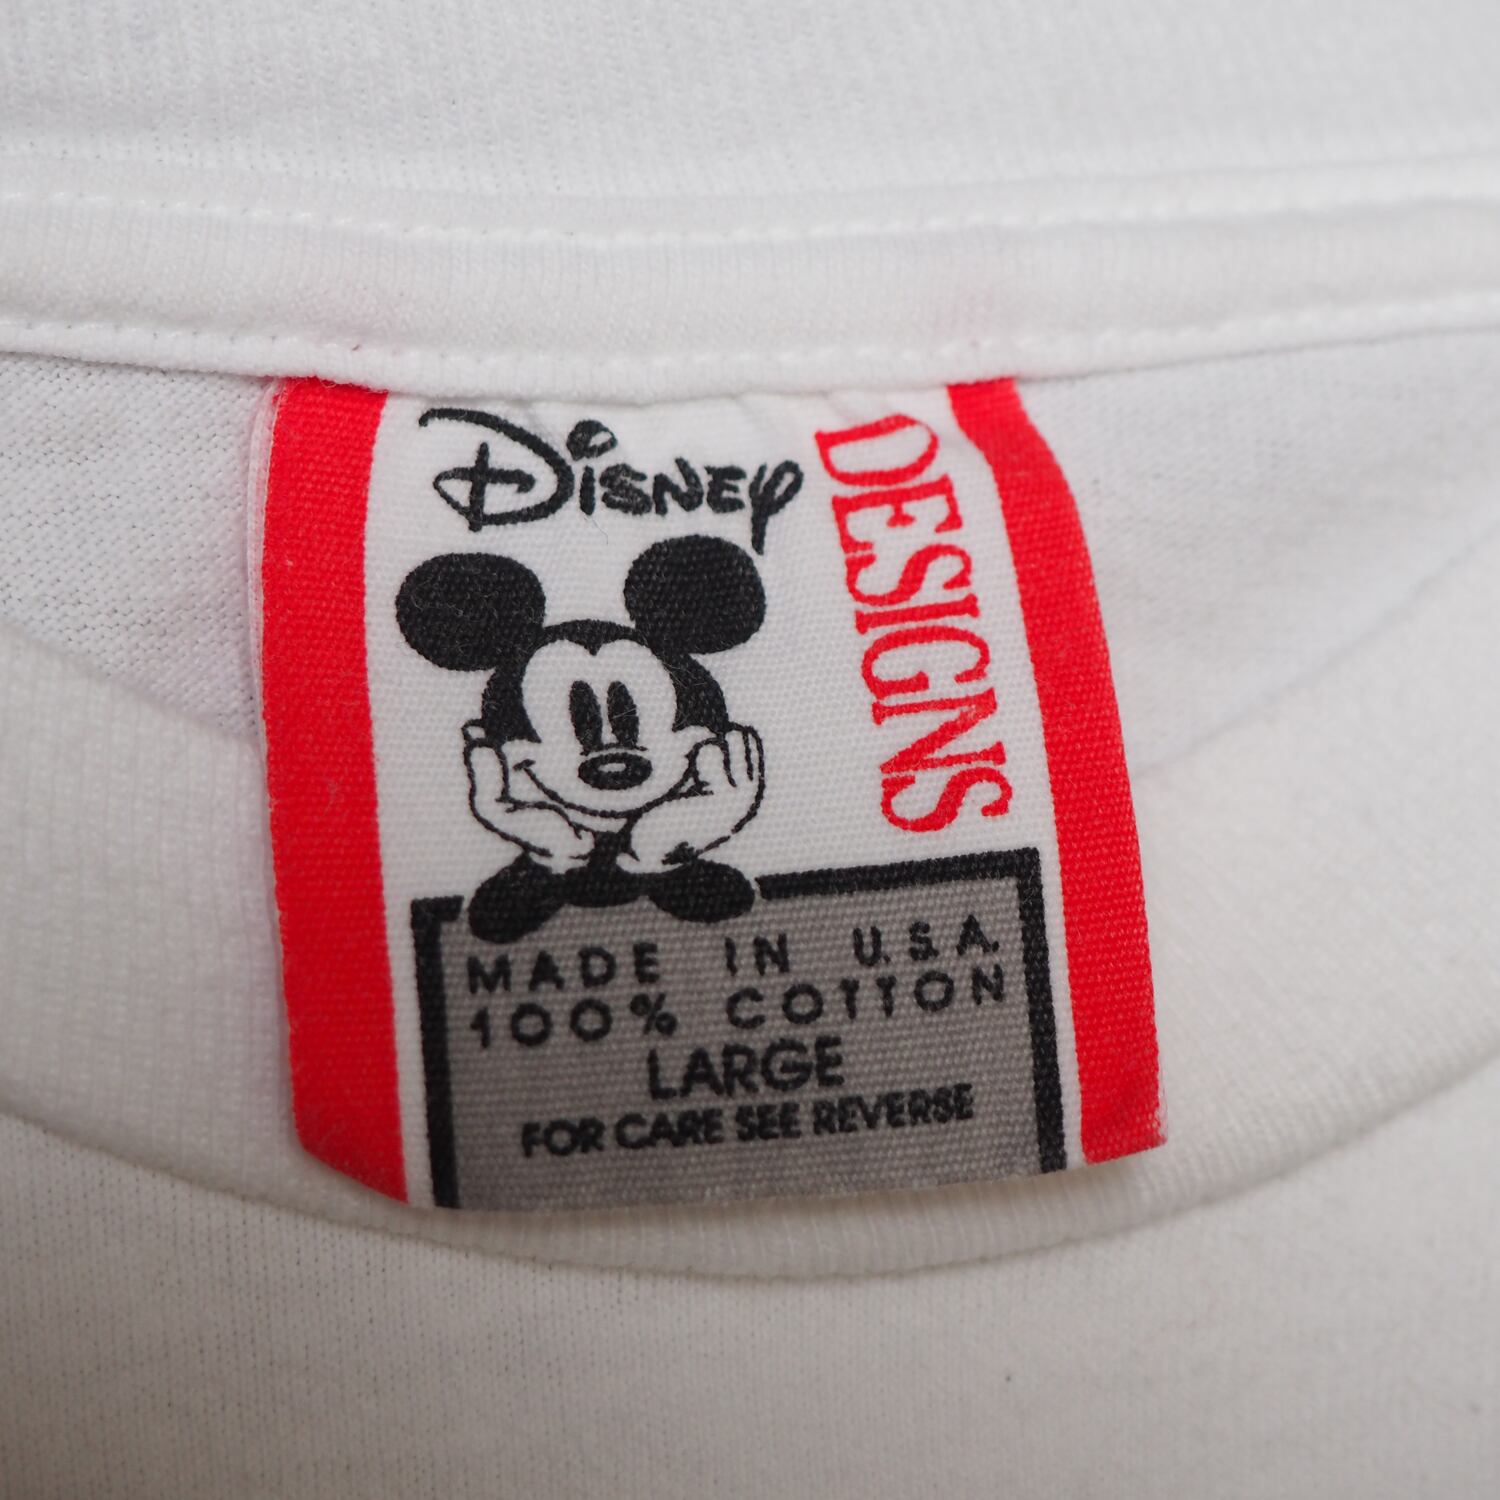 Disney
DESIGNS
MADE IN U.S.A.
100% COTTON
LARGE
FOR CARE SEE REVERSE